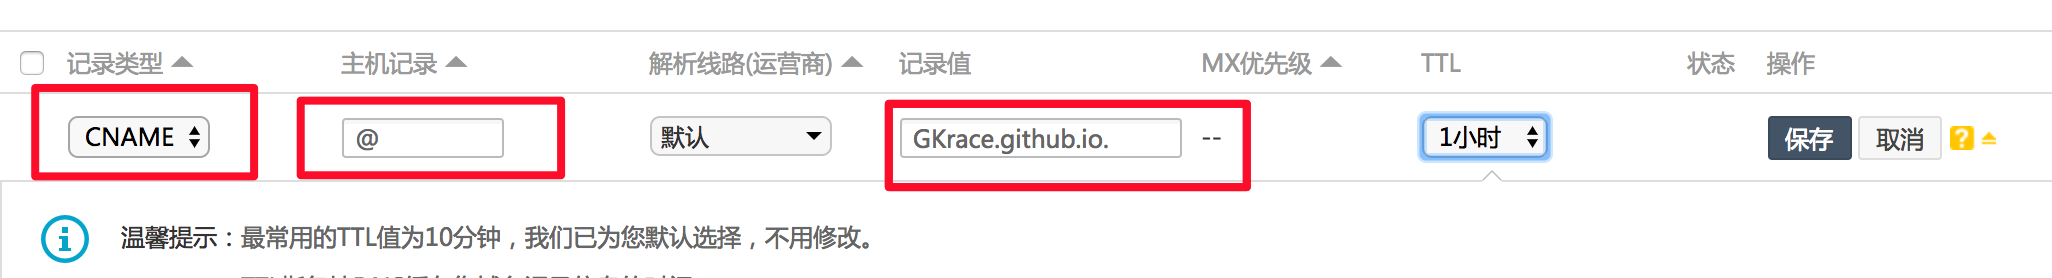 记录类型 主机记录 解析线路(运营商) 记录值 MX优先级 TTL 状态 操作
CNAME @ 默认 GKrace.github.io. -- 1小时 保存 取消 ?
温馨提示：最常用的TTL值为10分钟，我们已为您默认选择，不用修改。